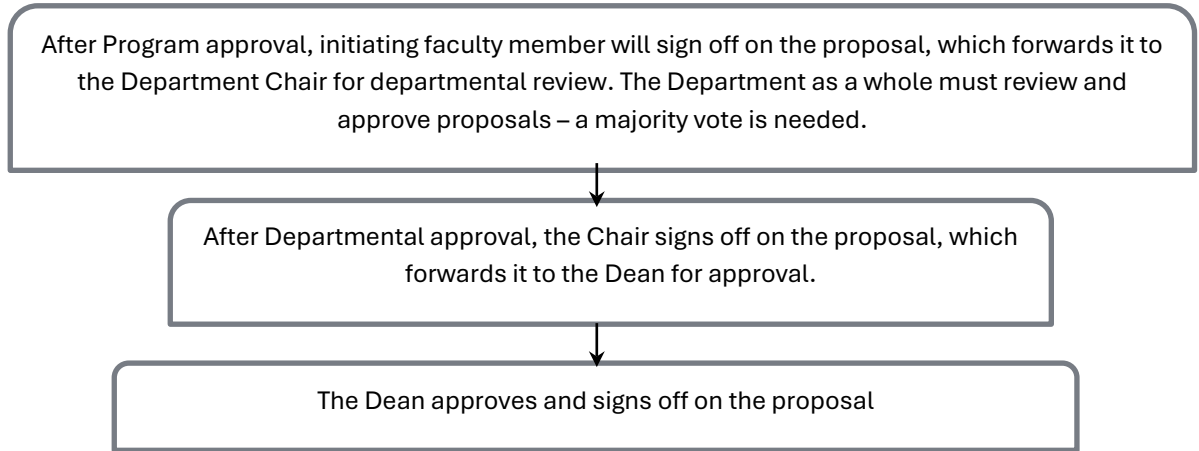 After Program approval, initiating faculty member will sign off on the proposal, which forwards it to
the Department Chair for departmental review. The Department as a whole must review and
approve proposals – a majority vote is needed.
After Departmental approval, the Chair signs off on the proposal, which
forwards it to the Dean for approval.
The Dean approves and signs off on the proposal